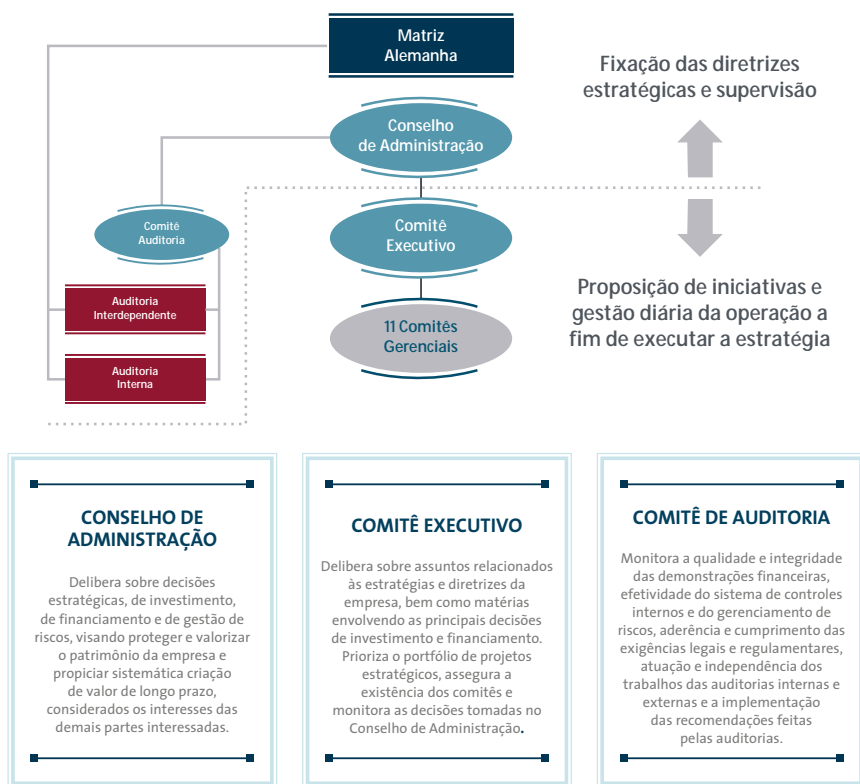 Matriz
Alemanha
Fixação das diretrizes
estratégicas e supervisão
Conselho
de Administração
Comitê
Auditoria
Comitê
Executivo
Auditoria
Interdependente
Auditoria
Interna
11 Comitês
Gerenciais
Proposição de iniciativas e
gestão diária da operação a
fim de executar a estratégia
CONSELHO DE
ADMINISTRAÇÃO
Delibera sobre decisões
estratégicas, de investimento,
de financiamento e de gestão de
riscos, visando proteger e valorizar
o patrimônio da empresa e
propiciar sistemática criação
de valor de longo prazo,
considerados os interesses das
demais partes interessadas.
COMITÊ EXECUTIVO
Delibera sobre assuntos relacionados
às estratégias e diretrizes da
empresa, bem como matérias
envolvendo as principais decisões
de investimento e financiamento.
Prioriza o portfólio de projetos
estratégicos, assegura a
existência dos comitês e
monitora as decisões tomadas no
Conselho de Administração.
COMITÊ DE AUDITORIA
Monitora a qualidade e integridade
das demonstrações financeiras,
efetividade do sistema de controles
internos e do gerenciamento de
riscos, aderência e cumprimento das
exigências legais e regulamentares,
atuação e independência dos
trabalhos das auditorias internas e
externas e a implementação
das recomendações feitas
pelas auditorias.